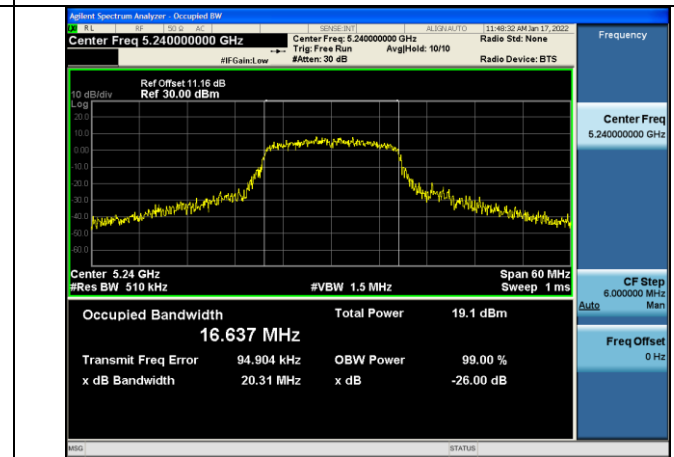 Agilent Spectrum Analyzer - Occupied BW
RL RF 50 Ω AC SENSE:INT ALIGNAUTO 11:48:32 AM Jan 17, 2022
Center Freq 5.240000000 GHz
Center Freq: 5.240000000 GHz
Radio Std: None
Trig: Free Run
Avg|Hold: 10/10
#IFGain:Low
#Atten: 30 dB
Radio Device: BTS
Frequency
Ref Offset 11.16 dB
10 dB/div
Ref 30.00 dBm
Log
20.0
10.0
0.00
-10.0
-20.0
-30.0
-40.0
-50.0
-60.0
Center Freq
5.240000000 GHz
Center 5.24 GHz
Span 60 MHz
#Res BW 510 kHz
#VBW 1.5 MHz
Sweep 1 ms
CF Step
6.000000 MHz
Auto Man
Occupied Bandwidth
Total Power 19.1 dBm
16.637 MHz
Freq Offset
0 Hz
Transmit Freq Error 94.904 kHz
OBW Power 99.00 %
x dB Bandwidth 20.31 MHz
x dB -26.00 dB
MSG
STATUS